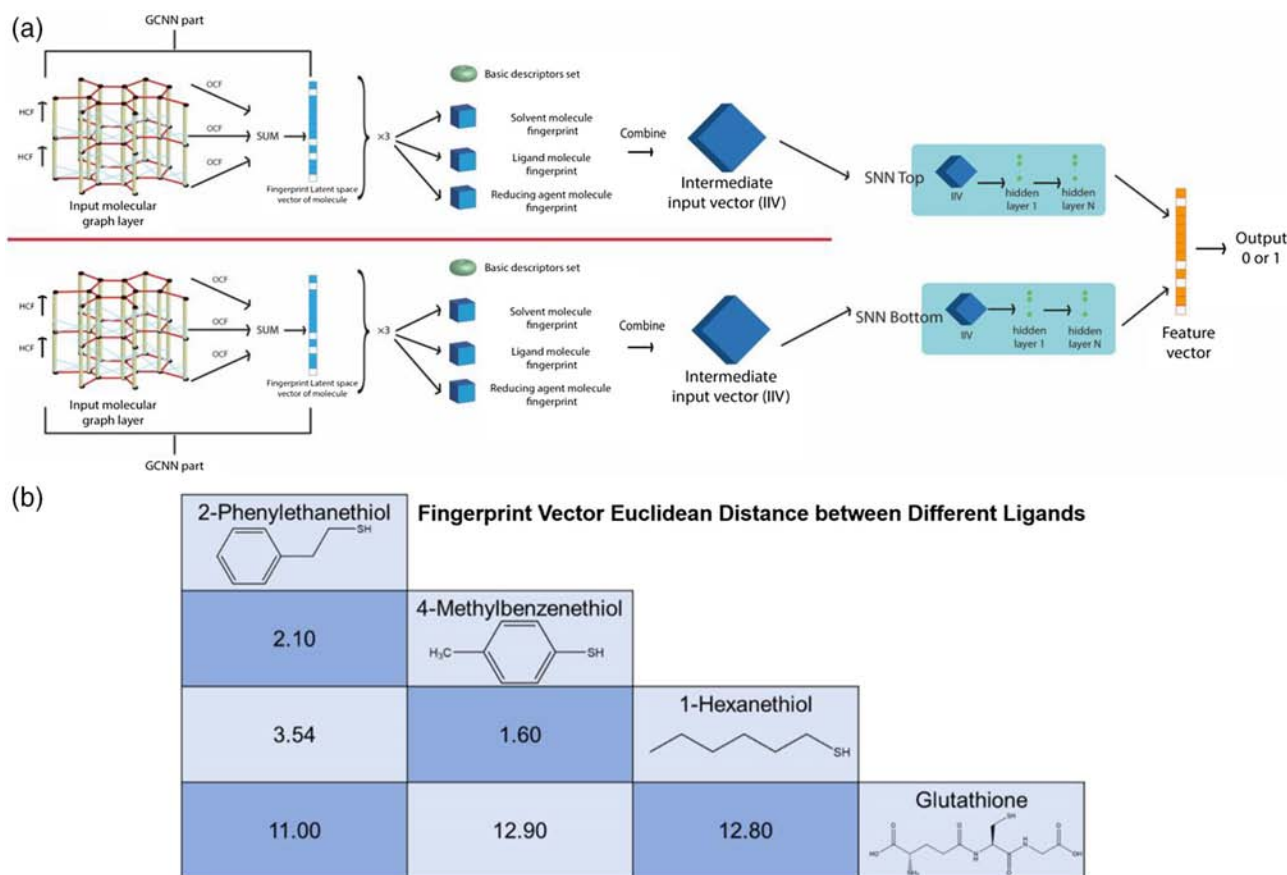 (a)
GCNN part
HCF
HCF
OCF
OCF
OCF
SUM
Input molecular
graph layer
Fingerprint Latent space
vector of molecule
×3
Basic descriptors set
Solvent molecule
fingerprint
Ligand molecule
fingerprint
Reducing agent molecule
fingerprint
Combine
Intermediate
input vector (IIV)
SNN Top
IIV
hidden
layer 1
hidden
layer N
Output
0 or 1
HCF
HCF
OCF
OCF
OCF
SUM
Input molecular
graph layer
Fingerprint Latent space
vector of molecule
GCNN part
×3
Basic descriptors set
Solvent molecule
fingerprint
Ligand molecule
fingerprint
Reducing agent molecule
fingerprint
Combine
Intermediate
input vector (IIV)
SNN Bottom
IIV
hidden
layer 1
hidden
layer N
Feature
vector
(b)
Fingerprint Vector Euclidean Distance between Different Ligands
2-Phenylethanethiol
SH
2.10
4-Methylbenzenethiol
H₃C
SH
3.54
1.60
1-Hexanethiol
SH
11.00
12.90
12.80
Glutathione
SH
O
O
O
HO
N
H
H
N
OH
NH₂
O